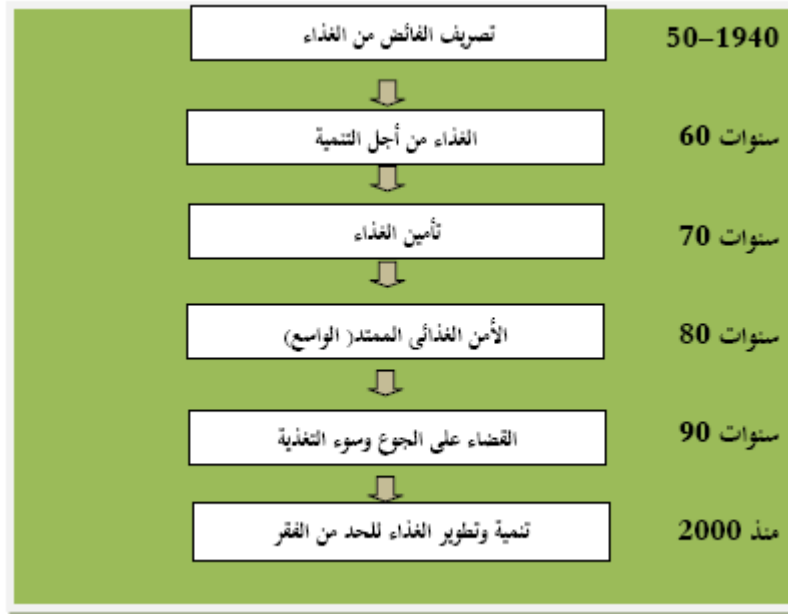 50–1940
تصريف الفائض من الغذاء
سنوات 60
الغذاء من أجل التنمية
سنوات 70
تأمين الغذاء
سنوات 80
الأمن الغذائى الممتد( الواسع)
سنوات 90
القضاء على الجوع وسوء التغذية
منذ 2000
تنمية وتطوير الغذاء للحد من الفقر